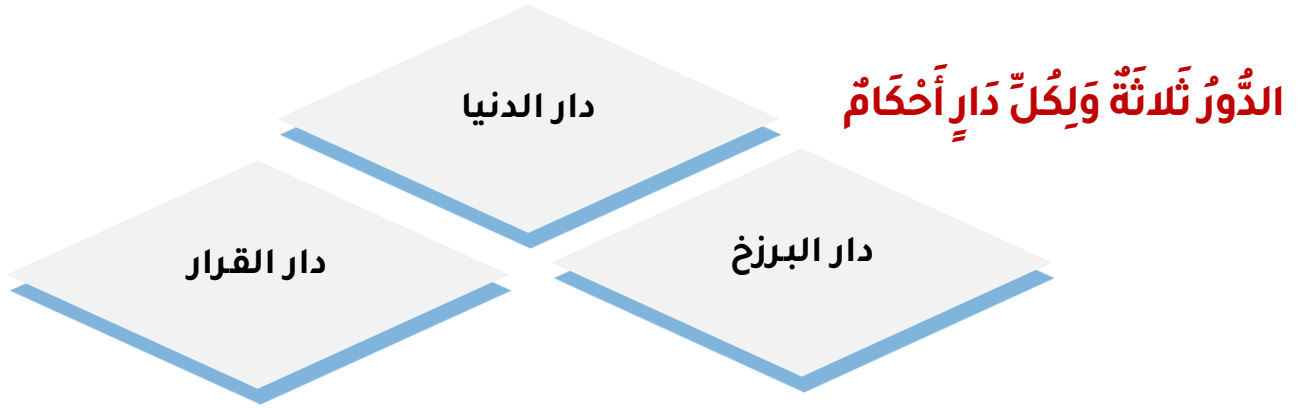 الدُّورُ ثَلاثَةٌ وَلِكُلِّ دَارٍ أَحْكَامٌ
دار الدنيا
دار البرزخ
دار القرار